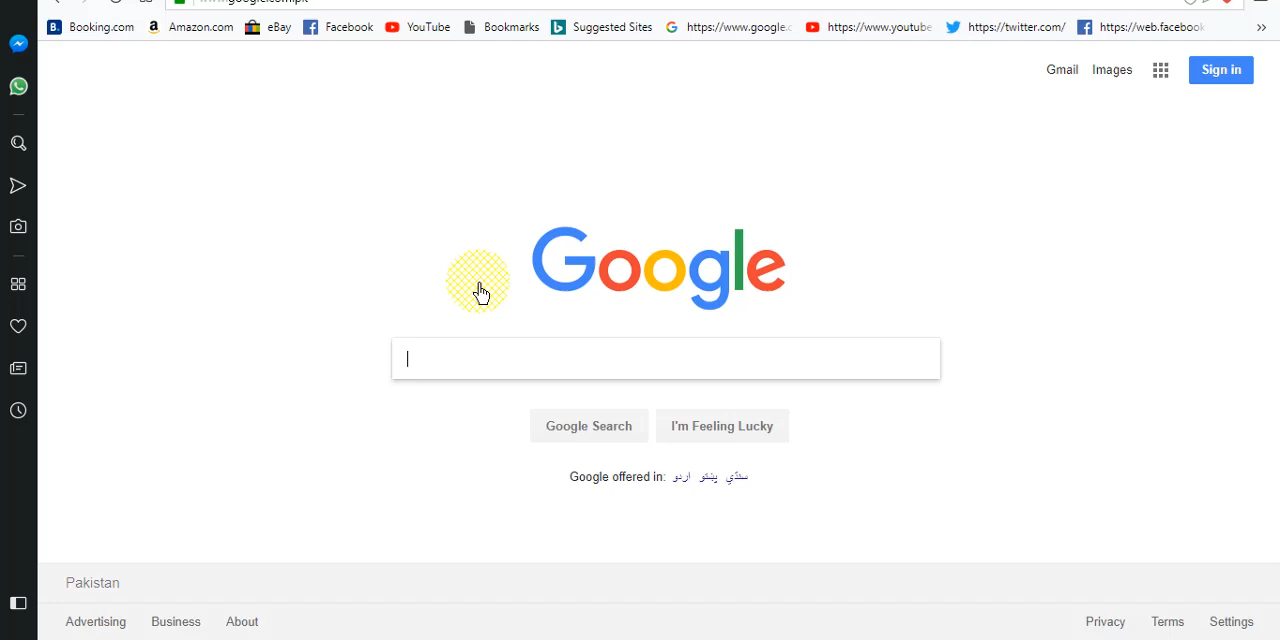 Booking.com Amazon.com eBay Facebook YouTube Bookmarks Suggested Sites https://www.google.c https://www.youtube https://twitter.com/ https://web.facebook
Gmail Images Sign in
Google
Google Search I'm Feeling Lucky
Google offered in: اردو پښتو سنڌي
Pakistan
Advertising Business About Privacy Terms Settings